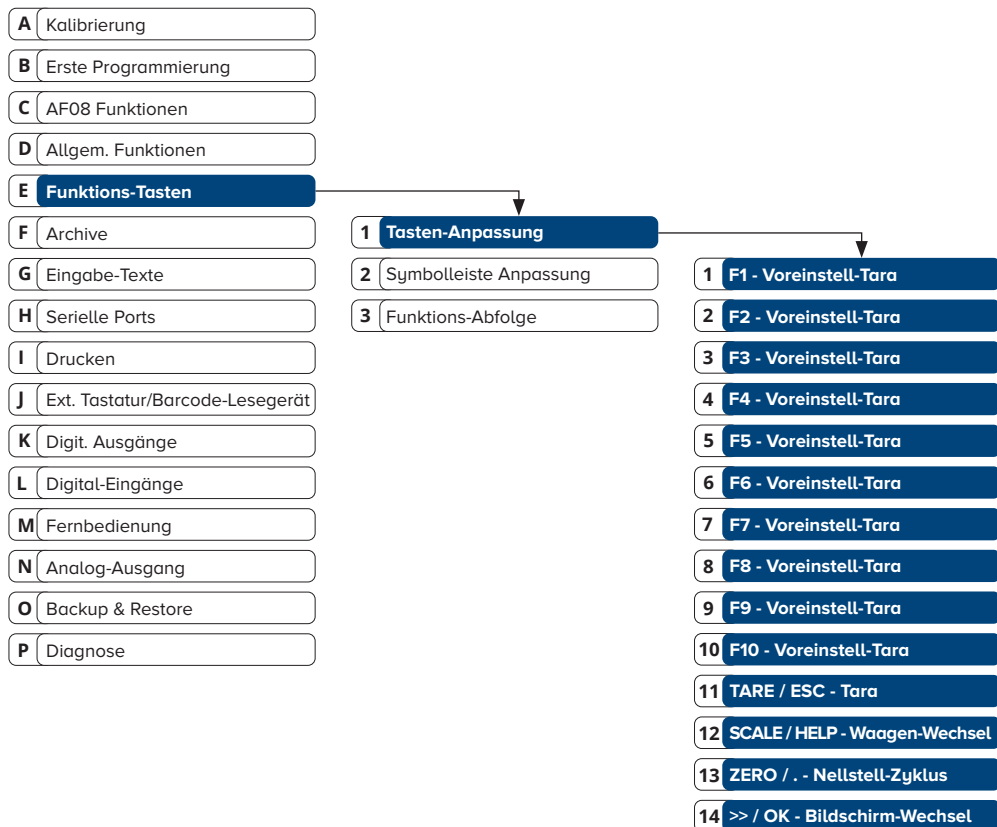 A Kalibrierung
B Erste Programmierung
C AF08 Funktionen
D Allgem. Funktionen
E Funktions-Tasten
F Archive
G Eingabe-Texte
H Serielle Ports
I Drucken
J Ext. Tastatur/Barcode-Lesegerät
K Digit. Ausgänge
L Digital-Eingänge
M Fernbedienung
N Analog-Ausgang
O Backup & Restore
P Diagnose
1 Tasten-Anpassung
2 Symbolleiste Anpassung
3 Funktions-Abfolge
1 F1 - Voreinstell-Tara
2 F2 - Voreinstell-Tara
3 F3 - Voreinstell-Tara
4 F4 - Voreinstell-Tara
5 F5 - Voreinstell-Tara
6 F6 - Voreinstell-Tara
7 F7 - Voreinstell-Tara
8 F8 - Voreinstell-Tara
9 F9 - Voreinstell-Tara
10 F10 - Voreinstell-Tara
11 TARE / ESC - Tara
12 SCALE / HELP - Waagen-Wechsel
13 ZERO / . - Nellstell-Zyklus
14 >> / OK - Bildschirm-Wechsel